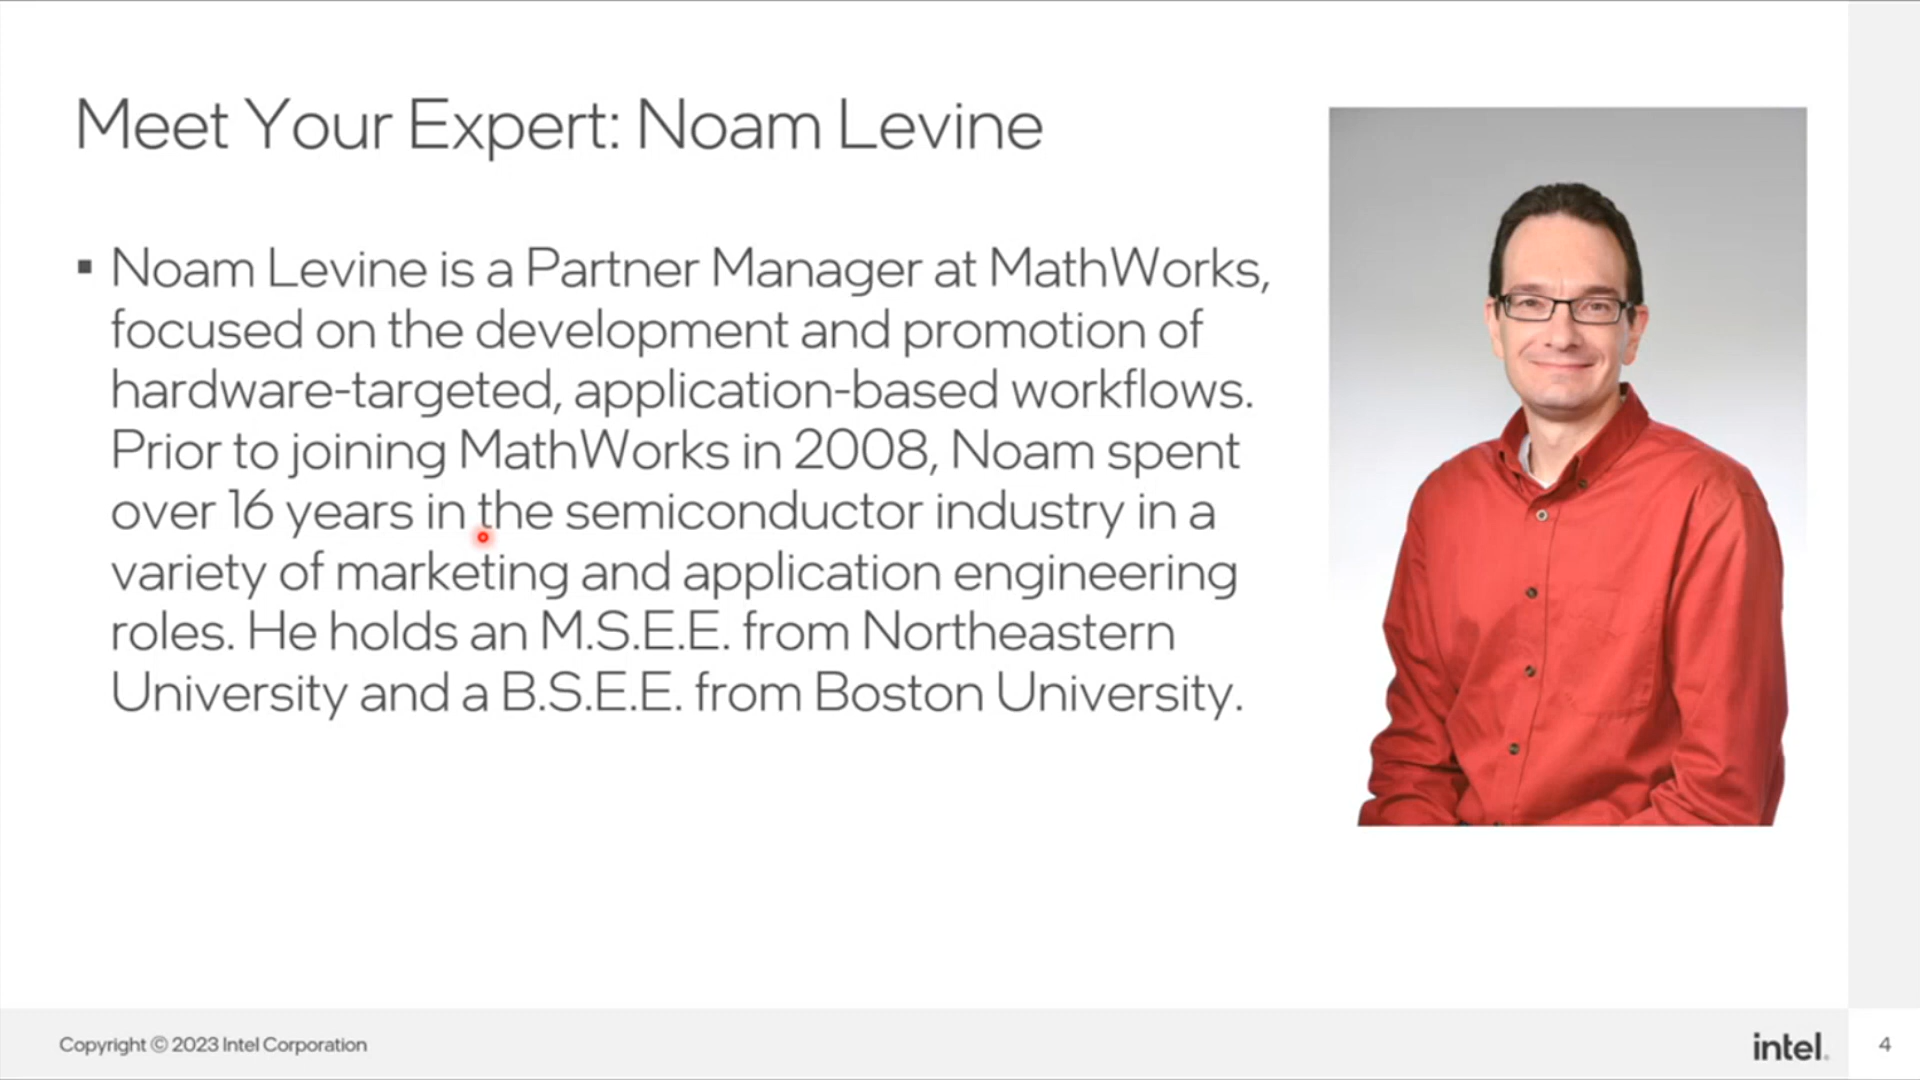 Meet Your Expert: Noam Levine
▪ Noam Levine is a Partner Manager at MathWorks,
focused on the development and promotion of
hardware-targeted, application-based workflows.
Prior to joining MathWorks in 2008, Noam spent
over 16 years in the semiconductor industry in a
variety of marketing and application engineering
roles. He holds an M.S.E.E. from Northeastern
University and a B.S.E.E. from Boston University.
Copyright © 2023 Intel Corporation
intel.
4